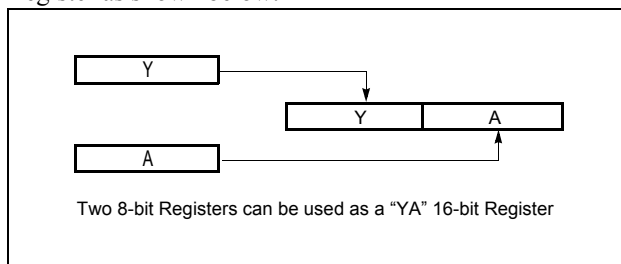 Y
Y A
A
Two 8-bit Registers can be used as a “YA” 16-bit Register